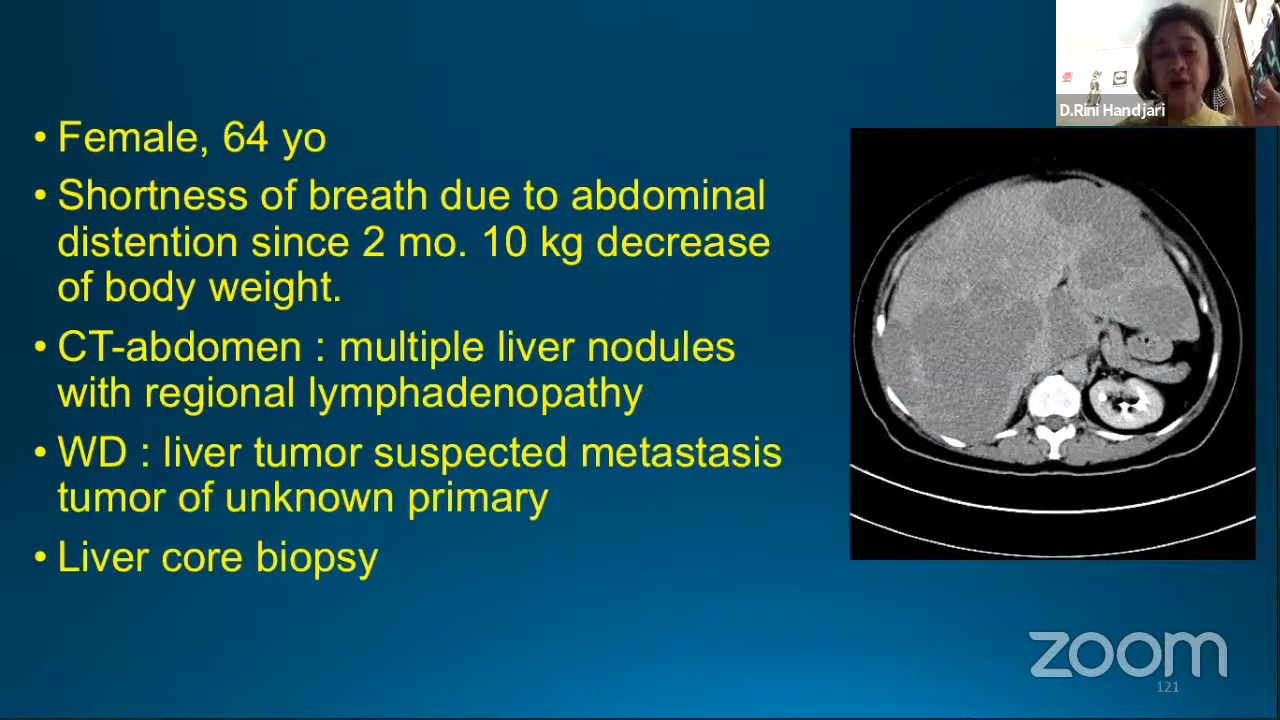 D.Rini Handjari
• Female, 64 yo
• Shortness of breath due to abdominal
distention since 2 mo. 10 kg decrease
of body weight.
• CT-abdomen : multiple liver nodules
with regional lymphadenopathy
• WD : liver tumor suspected metastasis
tumor of unknown primary
• Liver core biopsy
zoom
121